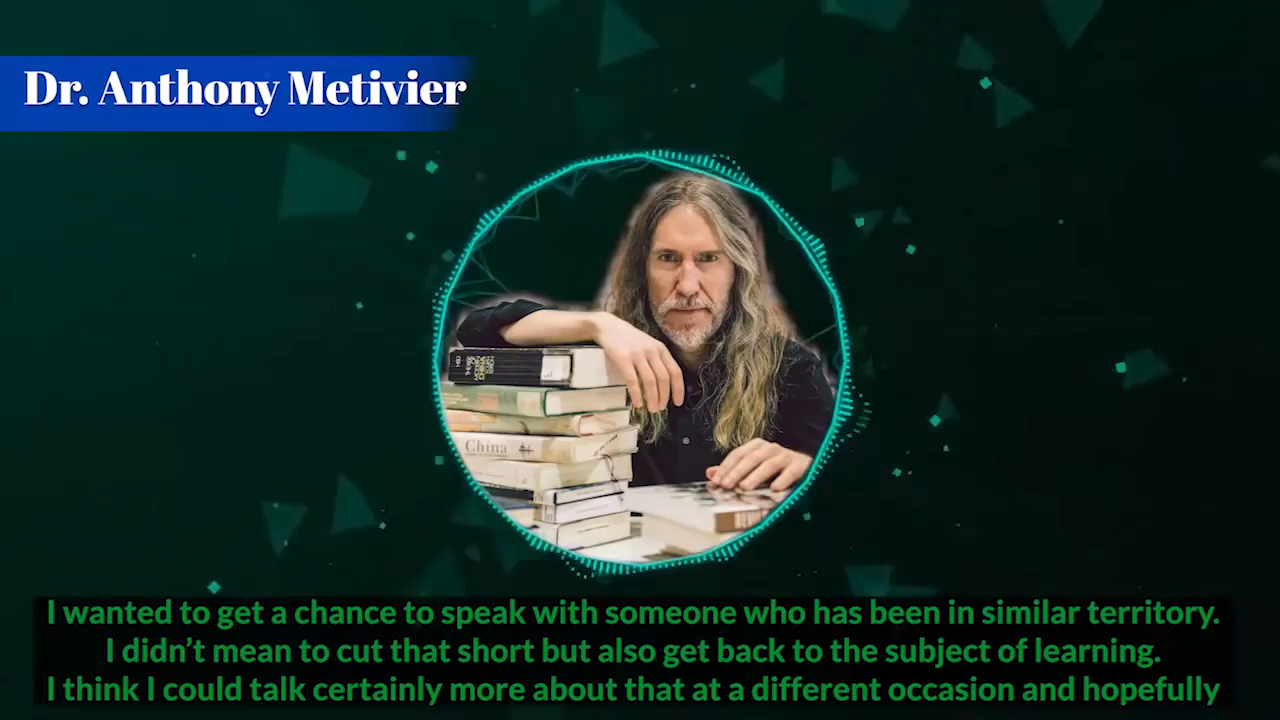 Dr. Anthony Metivier
China
I wanted to get a chance to speak with someone who has been in similar territory.
I didn't mean to cut that short but also get back to the subject of learning.
I think I could talk certainly more about that at a different occasion and hopefully